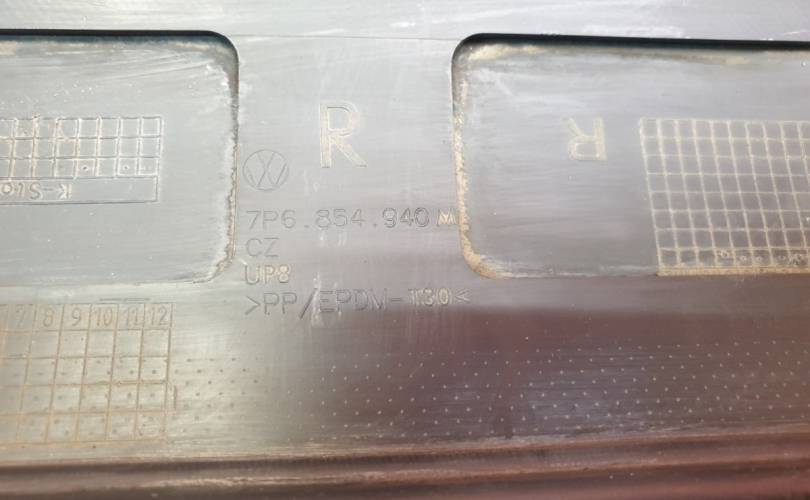 R
R
7P6.854.940 M
CZ
UP8
>PP/EPDM-T30<
7 8 9 10 11 12